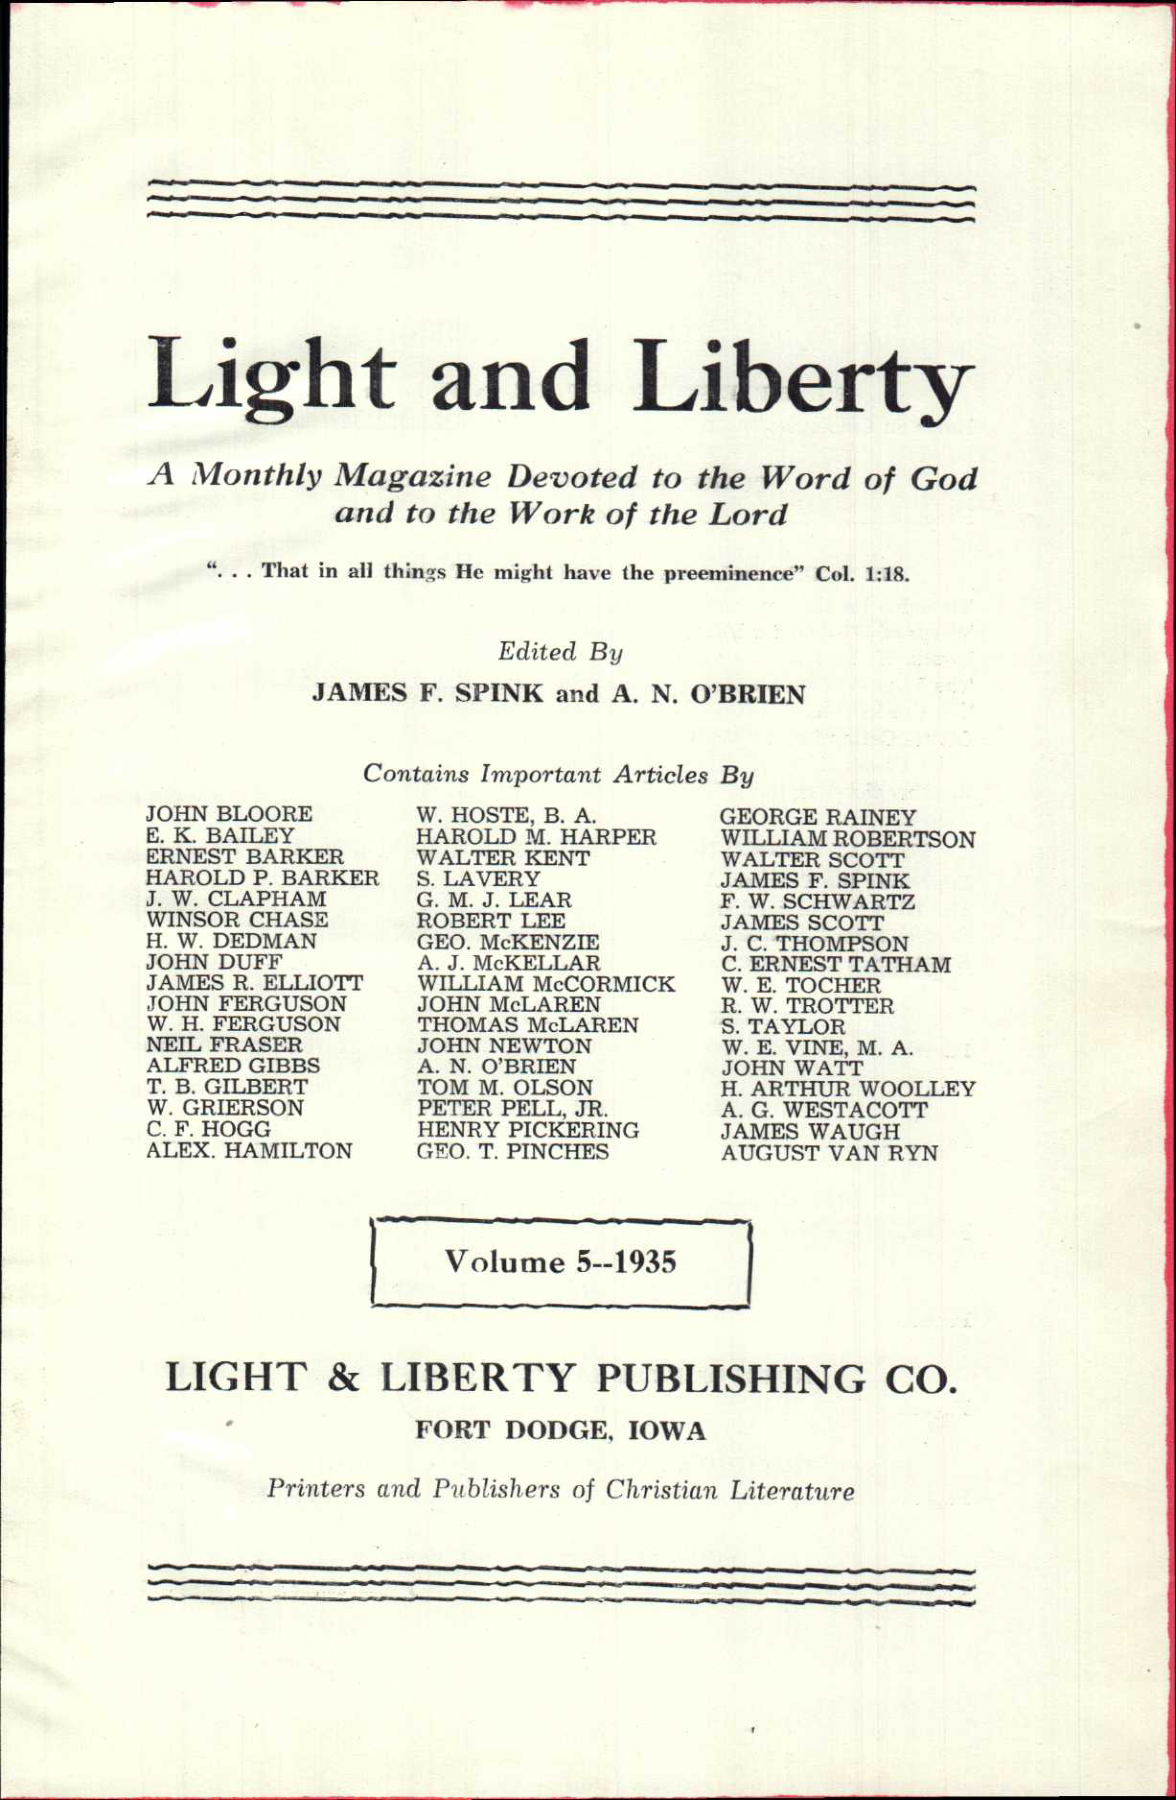 Light and Liberty
A Monthly Magazine Devoted to the Word of God
and to the Work of the Lord
“. . . That in all things He might have the preeminence” Col. 1:18.
Edited By
JAMES F. SPINK and A. N. O’BRIEN
Contains Important Articles By
JOHN BLOORE
E. K. BAILEY
ERNEST BARKER
HAROLD P. BARKER
J. W. CLAPHAM
WINSOR CHASE
H. W. DEDMAN
JOHN DUFF
JAMES R. ELLIOTT
JOHN FERGUSON
W. H. FERGUSON
NEIL FRASER
ALFRED GIBBS
T. B. GILBERT
W. GRIERSON
C. F. HOGG
ALEX. HAMILTON
W. HOSTE, B. A.
HAROLD M. HARPER
WALTER KENT
S. LAVERY
G. M. J. LEAR
ROBERT LEE
GEO. McKENZIE
A. J. McKELLAR
WILLIAM McCORMICK
JOHN McLAREN
THOMAS McLAREN
JOHN NEWTON
A. N. O’BRIEN
TOM M. OLSON
PETER PELL, JR.
HENRY PICKERING
GEO. T. PINCHES
GEORGE RAINEY
WILLIAM ROBERTSON
WALTER SCOTT
JAMES F. SPINK
F. W. SCHWARTZ
JAMES SCOTT
J. C. THOMPSON
C. ERNEST TATHAM
W. E. TOCHER
R. W. TROTTER
S. TAYLOR
W. E. VINE, M. A.
JOHN WATT
H. ARTHUR WOOLLEY
A. G. WESTACOTT
JAMES WAUGH
AUGUST VAN RYN
Volume 5--1935
LIGHT & LIBERTY PUBLISHING CO.
FORT DODGE, IOWA
Printers and Publishers of Christian Literature